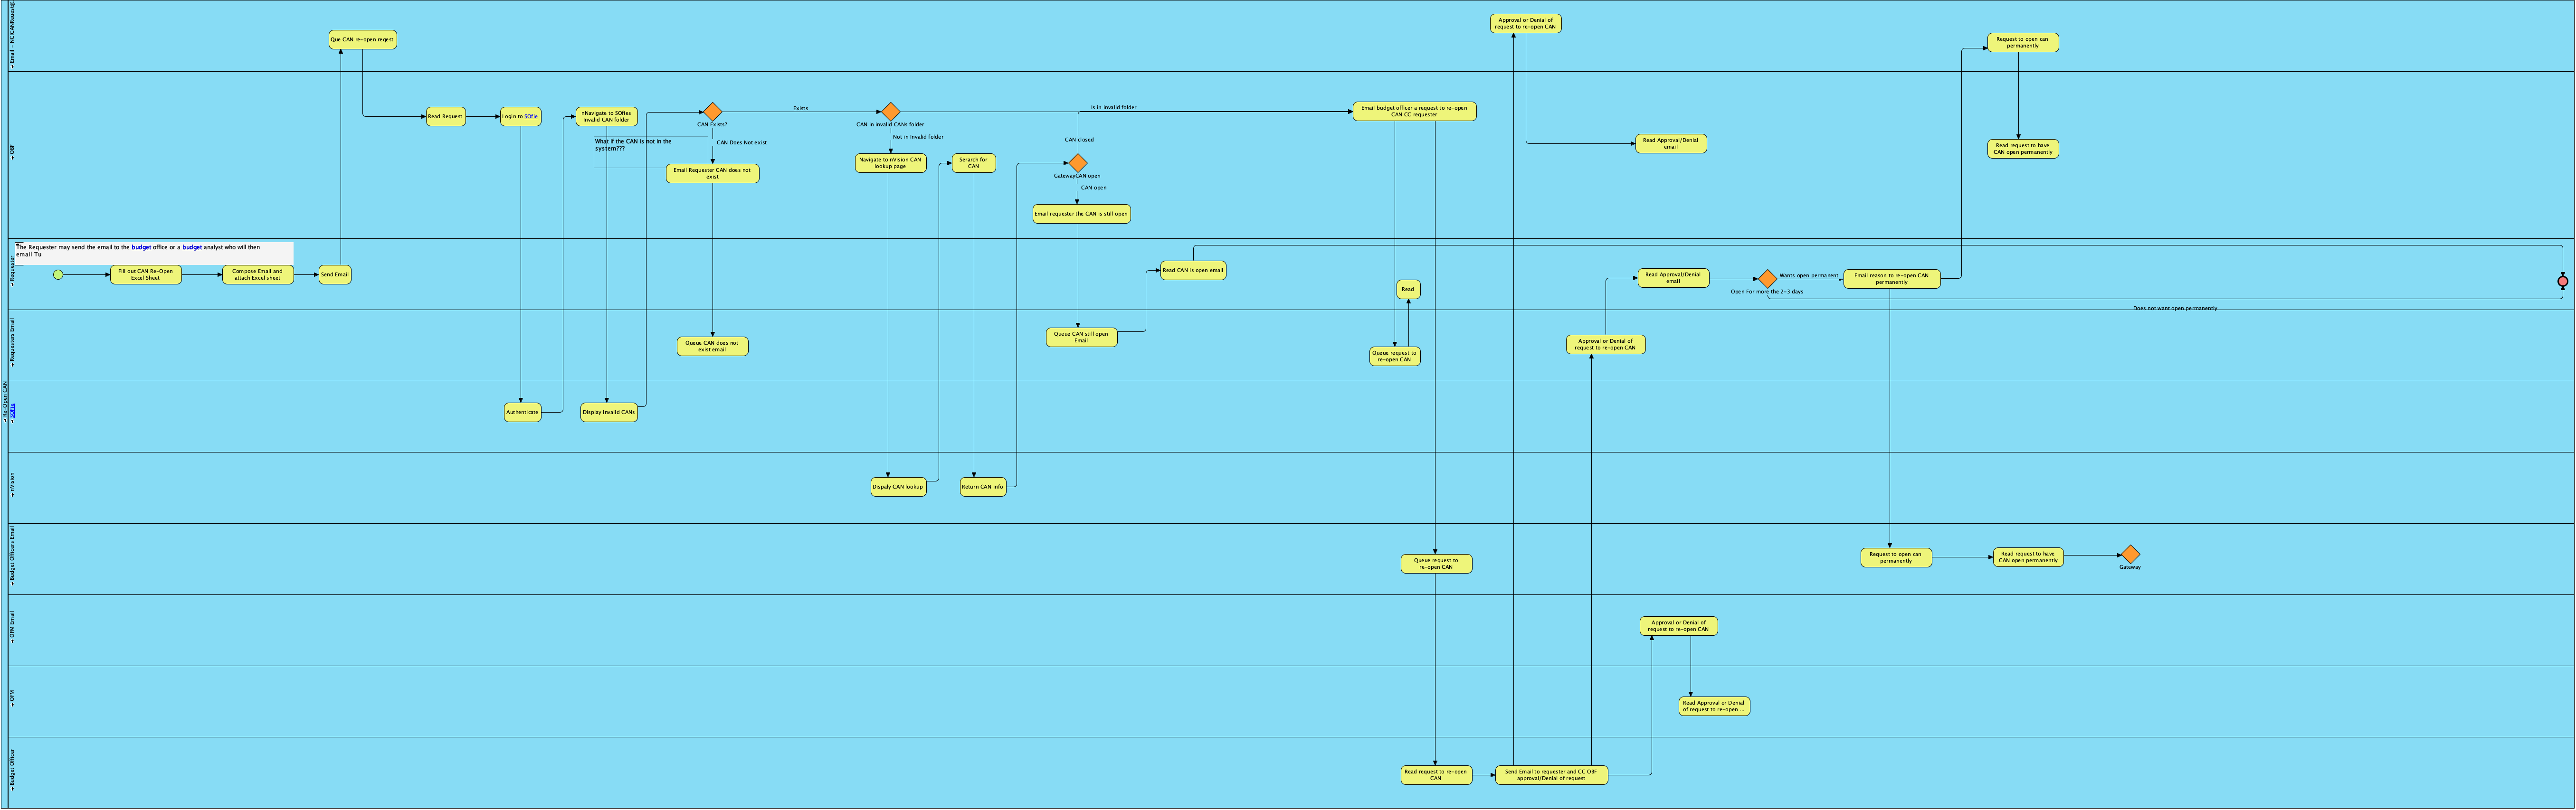 Re-Open CAN
Email - NCICANRquest@
Que CAN re-open reqest
Approval or Denial of
request to re-open CAN
Request to open can
permanently
OBF
Read Request
Login to SOFie
nNavigate to SOFies
Invalid CAN folder
What if the CAN is not in the
system???
CAN Exists?
Exists
CAN Does Not exist
Email Requester CAN does not
exist
CAN in invalid CANs folder
Not in Invalid folder
Is in invalid folder
Navigate to nVision CAN
lookup page
Serarch for
CAN
CAN closed
GatewayCAN open
CAN open
Email requester the CAN is still open
Email budget officer a request to re-open
CAN CC requester
Read Approval/Denial
email
Read request to have
CAN open permanently
Requester
The Requester may send the email to the budget office or a budget analyst who will then
email Tu
Fill out CAN Re-Open
Excel Sheet
Compose Email and
attach Excel sheet
Send Email
Read CAN is open email
Read
Read Approval/Denial
email
Open For more the 2-3 days
Wants open permanent
Email reason to re-open CAN
permanently
Does not want open permanently
Requesters Email
Queue CAN does not
exist email
Queue CAN still open
Email
Queue request to
re-open CAN
Approval or Denial of
request to re-open CAN
SOFie
Authenticate
Display invalid CANs
nVision
Dispaly CAN lookup
Return CAN info
Budget Officers Email
Queue request to
re-open CAN
Request to open can
permanently
Read request to have
CAN open permanently
Gateway
OFM Email
Approval or Denial of
request to re-open CAN
OFM
Read Approval or Denial
of request to re-open ...
Budget Officer
Read request to re-open
CAN
Send Email to requester and CC OBF
approval/Denial of request